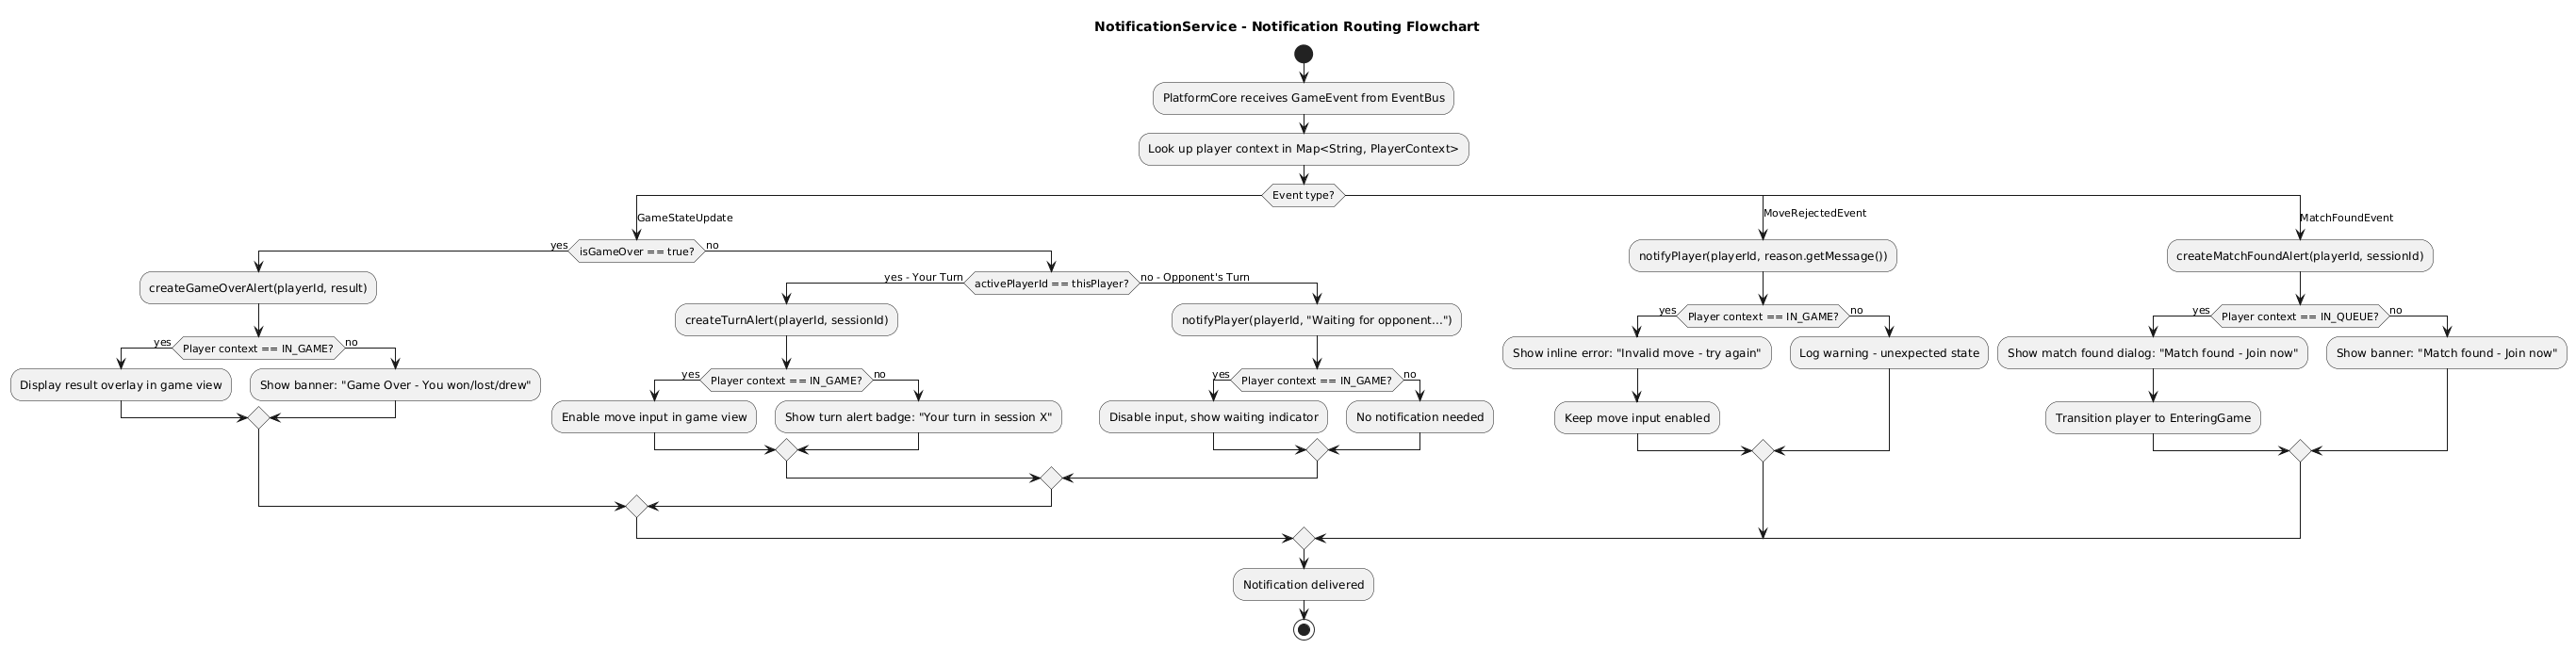 NotificationService - Notification Routing Flowchart
PlatformCore receives GameEvent from EventBus
Look up player context in Map<String, PlayerContext>
Event type?
GameStateUpdate
isGameOver == true?
yes
no
createGameOverAlert(playerId, result)
Player context == IN_GAME?
yes
no
Display result overlay in game view
Show banner: "Game Over - You won/lost/drew"
activePlayerId == thisPlayer?
yes - Your Turn
no - Opponent's Turn
createTurnAlert(playerId, sessionId)
Player context == IN_GAME?
yes
no
Enable move input in game view
Show turn alert badge: "Your turn in session X"
notifyPlayer(playerId, "Waiting for opponent...")
Player context == IN_GAME?
yes
no
Disable input, show waiting indicator
No notification needed
MoveRejectedEvent
notifyPlayer(playerId, reason.getMessage())
Player context == IN_GAME?
yes
no
Show inline error: "Invalid move - try again"
Keep move input enabled
Log warning - unexpected state
MatchFoundEvent
createMatchFoundAlert(playerId, sessionId)
Player context == IN_QUEUE?
yes
no
Show match found dialog: "Match found - Join now"
Transition player to EnteringGame
Show banner: "Match found - Join now"
Notification delivered